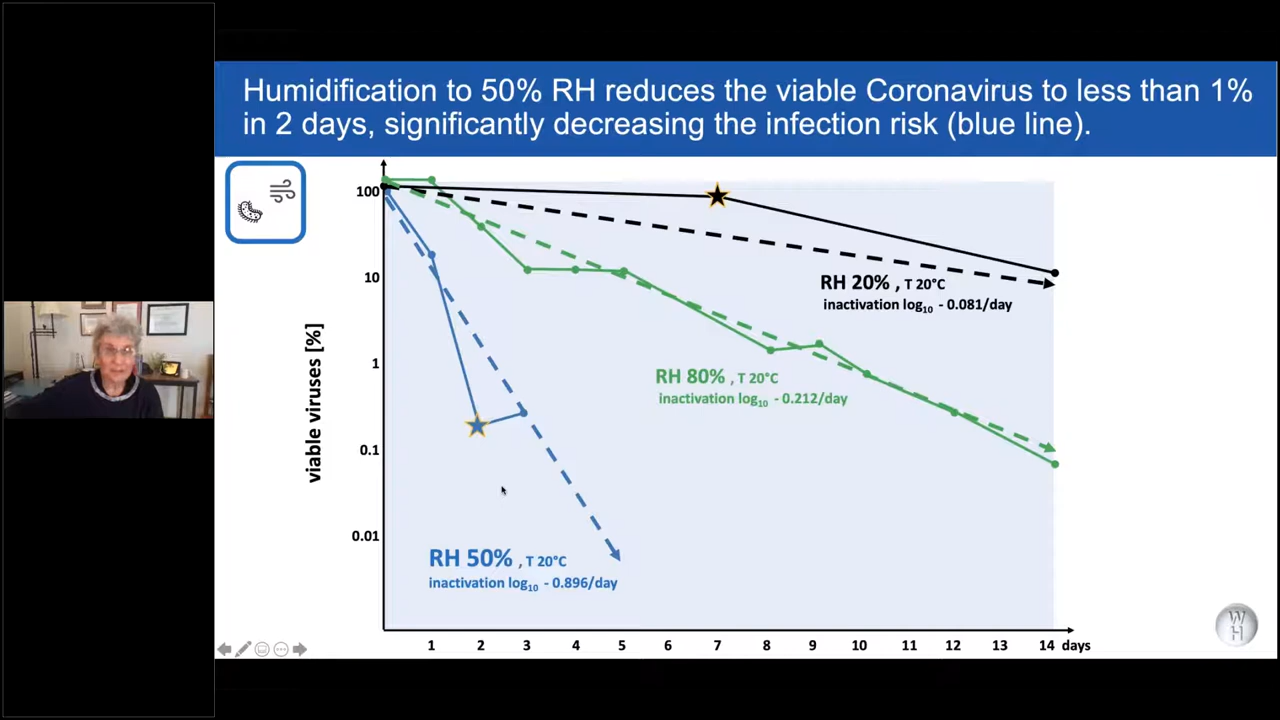 Humidification to 50% RH reduces the viable Coronavirus to less than 1%
in 2 days, significantly decreasing the infection risk (blue line).
viable viruses [%]
100
10
1
0.1
0.01
RH 20% , T 20°C
inactivation log₁₀ - 0.081/day
RH 80% , T 20°C
inactivation log₁₀ - 0.212/day
RH 50% , T 20°C
inactivation log₁₀ - 0.896/day
1 2 3 4 5 6 7 8 9 10 11 12 13 14 days
W
H